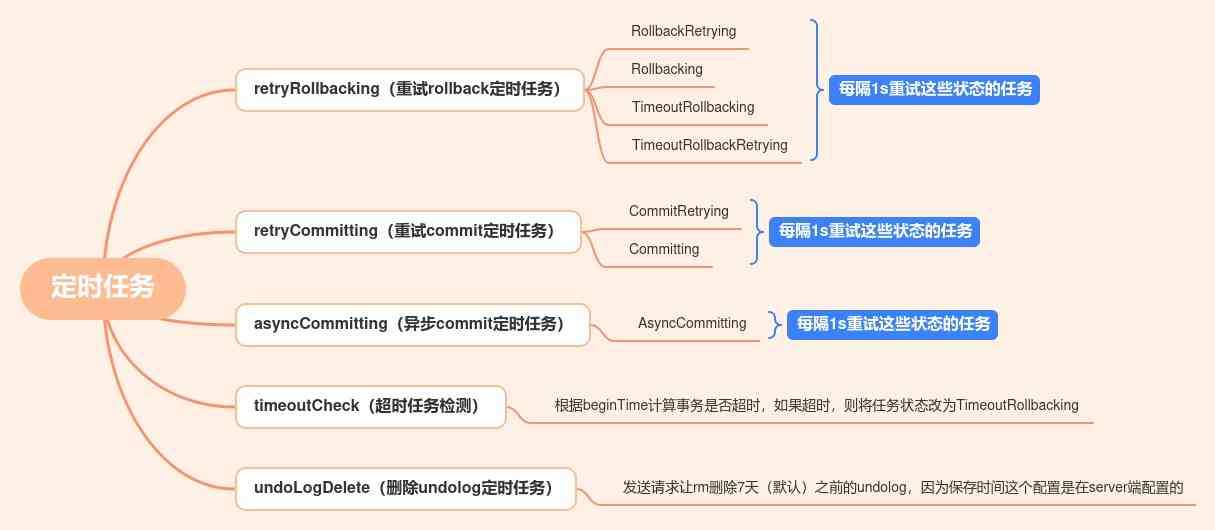 定时任务
retryRollbacking（重试rollback定时任务）
RollbackRetrying
Rollbacking
TimeoutRollbacking
TimeoutRollbackRetrying
每隔1s重试这些状态的任务
retryCommitting（重试commit定时任务）
CommitRetrying
Committing
每隔1s重试这些状态的任务
asyncCommitting（异步commit定时任务）
AsyncCommitting
每隔1s重试这些状态的任务
timeoutCheck（超时任务检测）
根据beginTime计算事务是否超时，如果超时，则将任务状态改为TimeoutRollbacking
undoLogDelete（删除undolog定时任务）
发送请求让rm删除7天（默认）之前的undolog，因为保存时间这个配置是在server端配置的